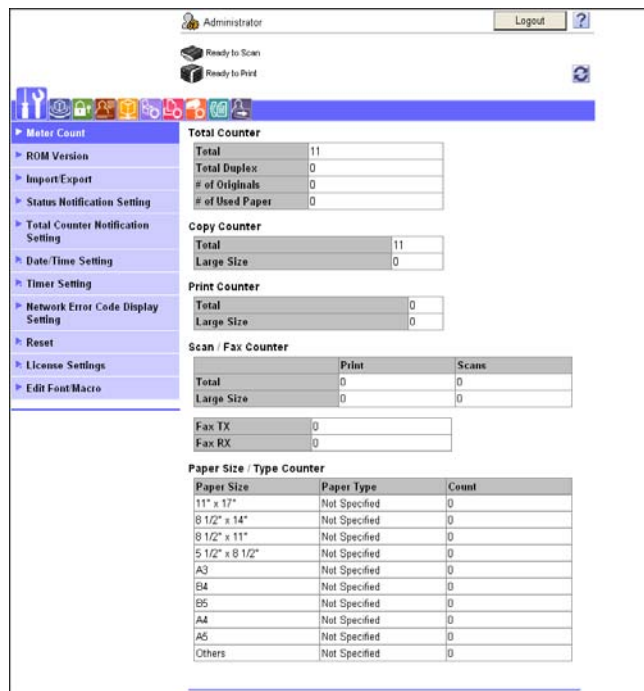 Administrator
Logout
?
Ready to Scan
Ready to Print
Meter Count
ROM Version
Import/Export
Status Notification Setting
Total Counter Notification
Setting
Date/Time Setting
Timer Setting
Network Error Code Display
Setting
Reset
License Settings
Edit Font/Macro
Total Counter
Total 11
Total Duplex 0
# of Originals 0
# of Used Paper 0
Copy Counter
Total 11
Large Size 0
Print Counter
Total 0
Large Size 0
Scan / Fax Counter
Print Scans
Total 0 0
Large Size 0 0
Fax TX 0
Fax RX 0
Paper Size / Type Counter
Paper Size Paper Type Count
11" x 17" Not Specified 0
8 1/2" x 14" Not Specified 0
8 1/2" x 11" Not Specified 0
5 1/2" x 8 1/2" Not Specified 0
A3 Not Specified 0
B4 Not Specified 0
B5 Not Specified 0
A4 Not Specified 0
A5 Not Specified 0
Others Not Specified 0